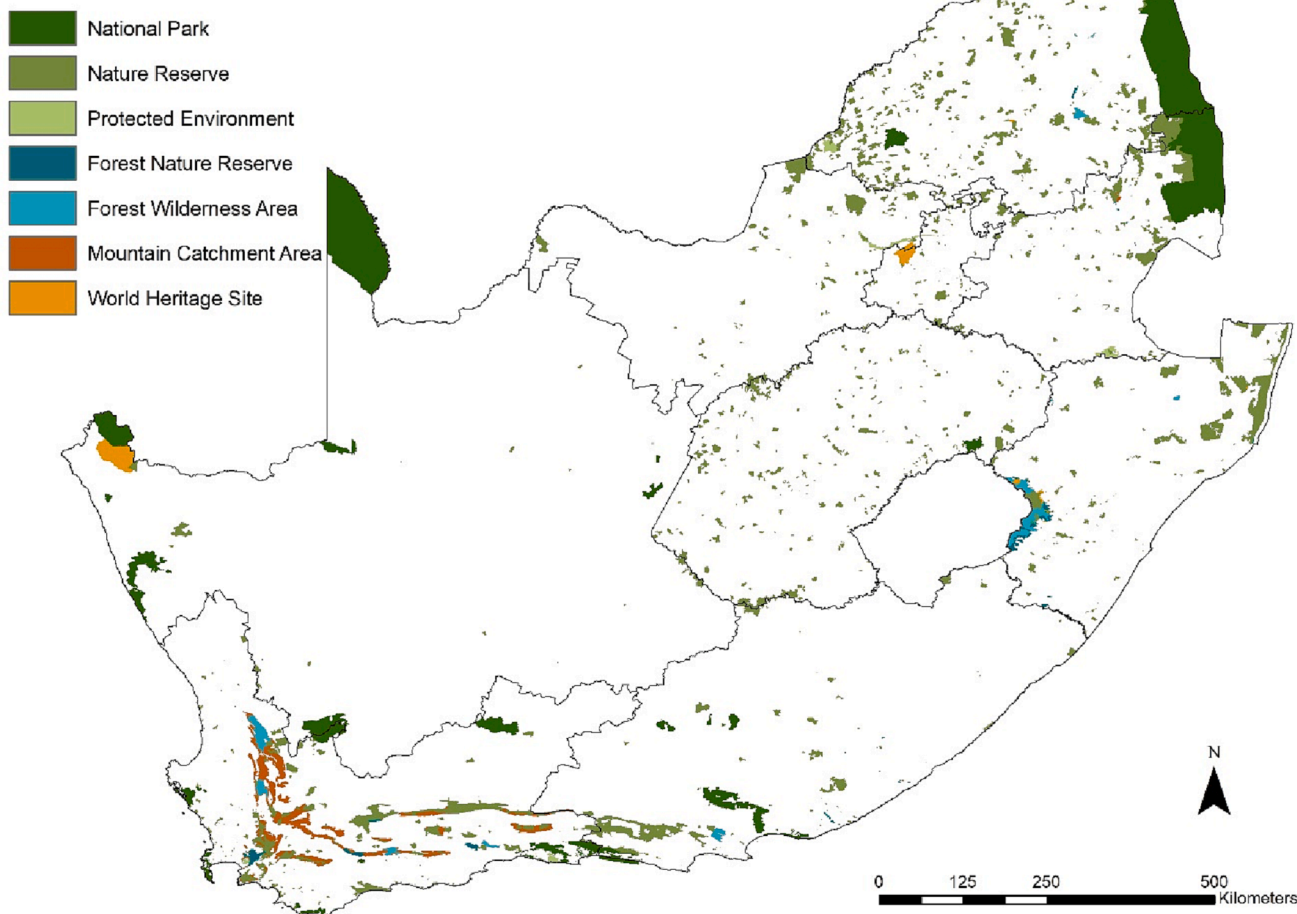 National Park
Nature Reserve
Protected Environment
Forest Nature Reserve
Forest Wilderness Area
Mountain Catchment Area
World Heritage Site
N
0 125 250 500
Kilometers